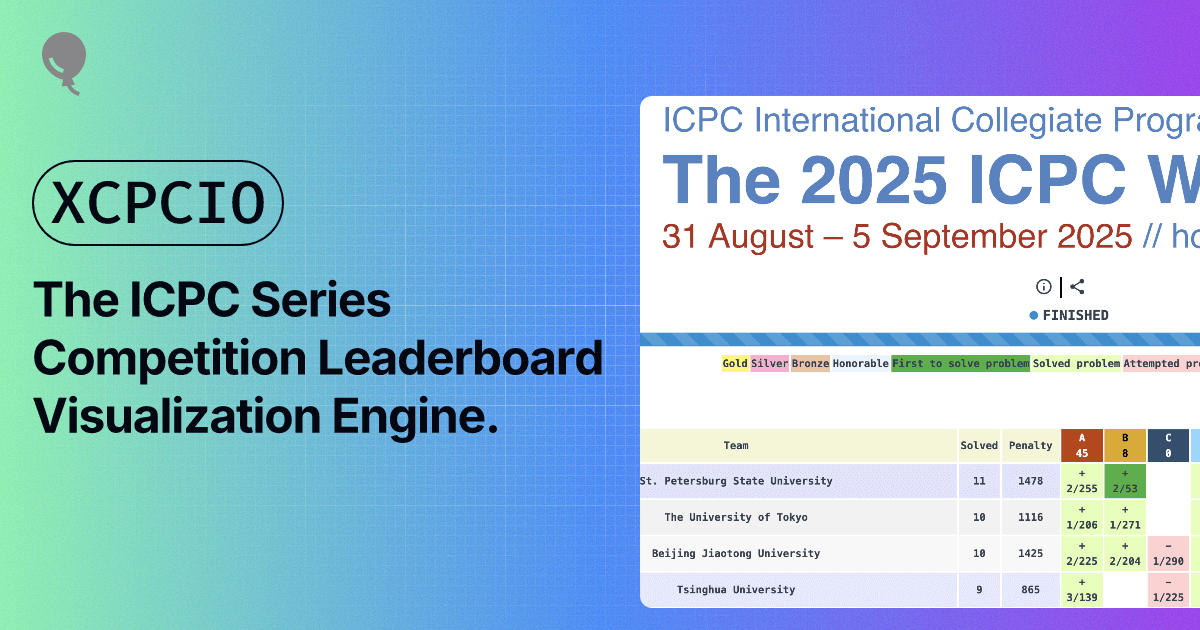 XCPCIO
The ICPC Series
Competition Leaderboard
Visualization Engine.
ICPC International Collegiate
The 2025 ICPC
31 August – 5 September 2025 //
FINISHED
Gold Silver Bronze Honorable First to solve problem Solved problem Attempted
Team Solved Penalty A B C
45 8 0
St. Petersburg State University 11 1478 + 2/255 + 2/53
The University of Tokyo 10 1116 + 1/206 + 1/271
Beijing Jiaotong University 10 1425 + 2/225 + 2/204 − 1/290
Tsinghua University 9 865 + 3/139 − 1/225